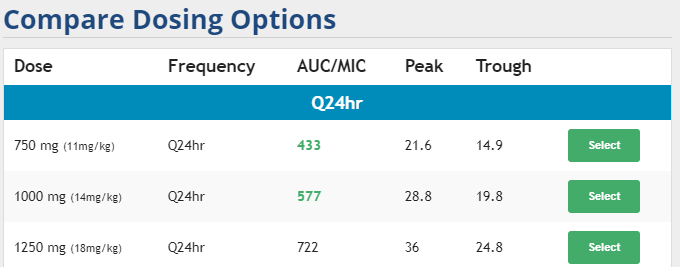 Compare Dosing Options
Dose Frequency AUC/MIC Peak Trough
Q24hr
750 mg (11mg/kg) Q24hr 433 21.6 14.9 Select
1000 mg (14mg/kg) Q24hr 577 28.8 19.8 Select
1250 mg (18mg/kg) Q24hr 722 36 24.8 Select